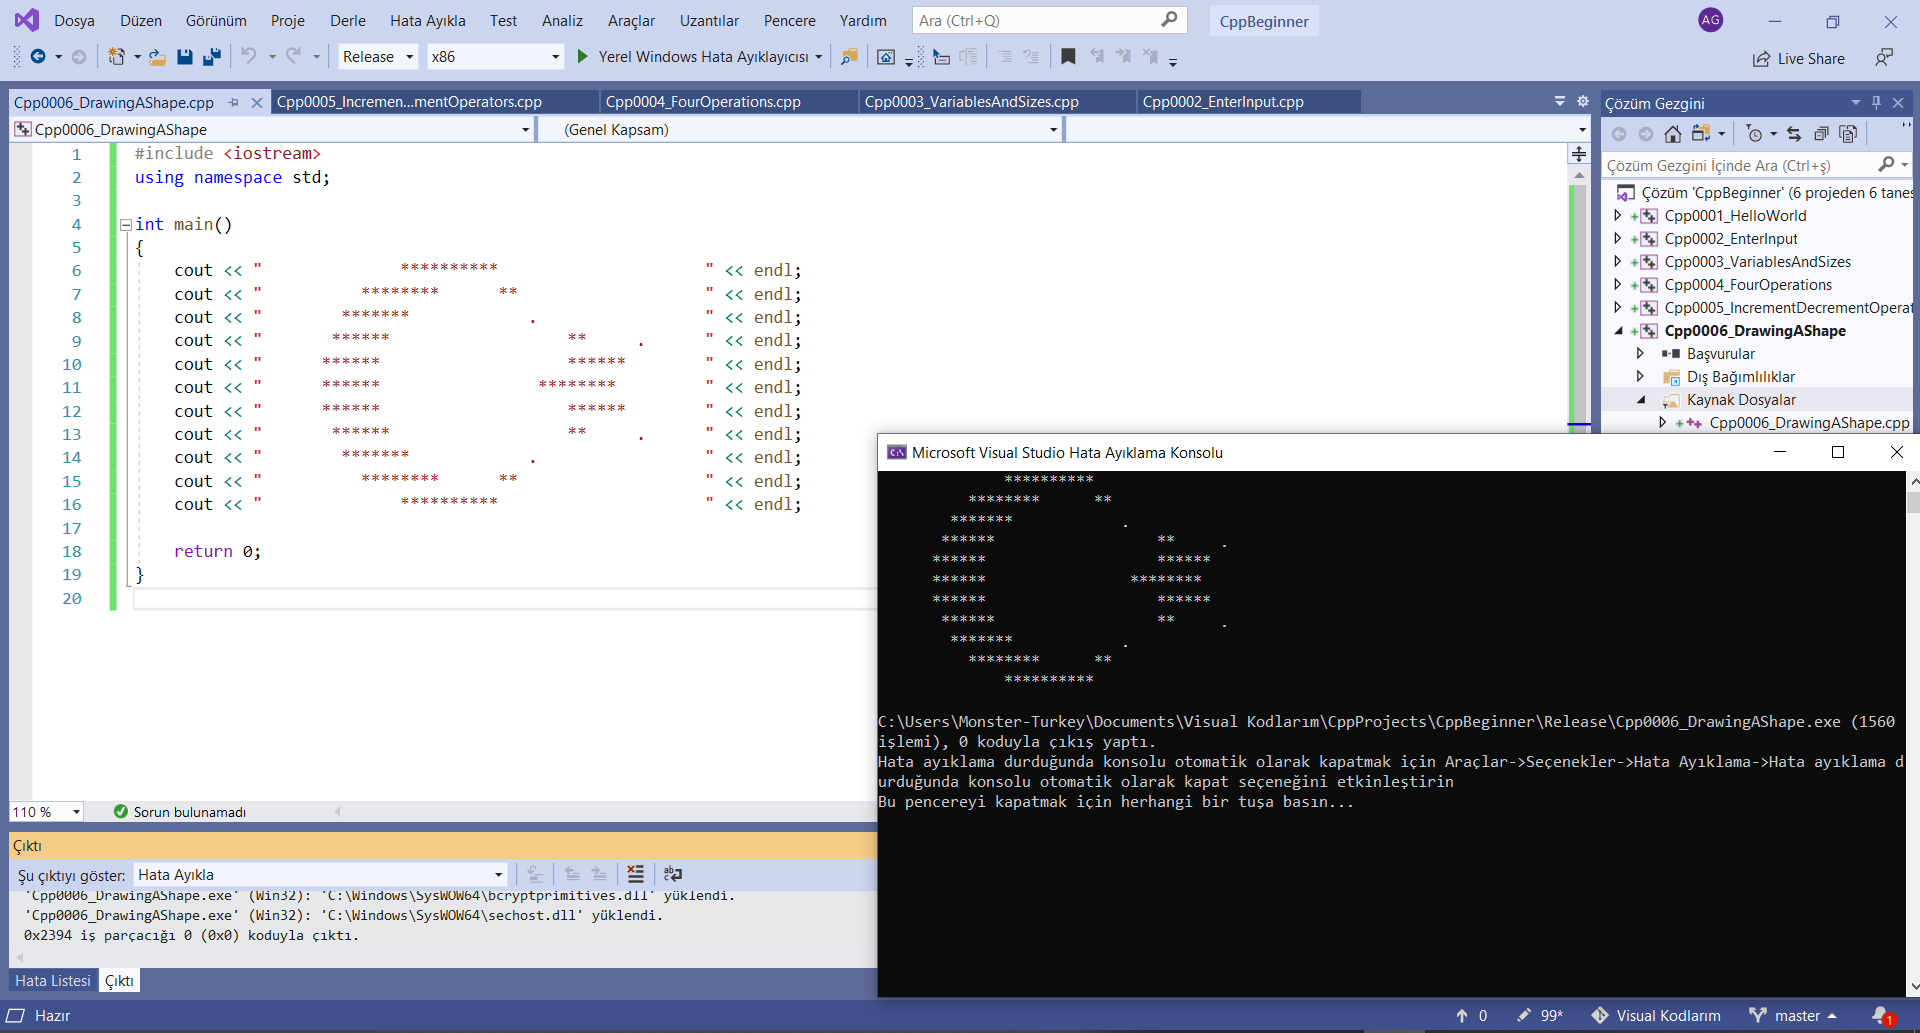 Dosya Düzen Görünüm Proje Derle Hata Ayıkla Test Analiz Araçlar Uzantılar Pencere Yardım Ara (Ctrl+Q) CppBeginner AG
Release x86 Yerel Windows Hata Ayıklayıcısı Live Share
Cpp0006_DrawingAShape.cpp Cpp0005_Incremen...mentOperators.cpp Cpp0004_FourOperations.cpp Cpp0003_VariablesAndSizes.cpp Cpp0002_EnterInput.cpp
Cpp0006_DrawingAShape (Genel Kapsam)
1 #include <iostream>
2 using namespace std;
3
4 int main()
5 {
6     cout << "              **********                     " << endl;
7     cout << "          ********      **                   " << endl;
8     cout << "        *******            .                 " << endl;
9     cout << "       ******                  **     .      " << endl;
10     cout << "      ******                   ******        " << endl;
11     cout << "      ******                ********         " << endl;
12     cout << "      ******                   ******        " << endl;
13     cout << "       ******                  **     .      " << endl;
14     cout << "        *******            .                 " << endl;
15     cout << "          ********      **                   " << endl;
16     cout << "              **********                     " << endl;
17
18     return 0;
19 }
20
110 % Sorun bulunamadı
Çözüm Gezgini
Çözüm Gezgini İçinde Ara (Ctrl+ş)
Çözüm 'CppBeginner' (6 projeden 6 tanes
Cpp0001_HelloWorld
Cpp0002_EnterInput
Cpp0003_VariablesAndSizes
Cpp0004_FourOperations
Cpp0005_IncrementDecrementOperat
Cpp0006_DrawingAShape
Başvurular
Dış Bağımlılıklar
Kaynak Dosyalar
Cpp0006_DrawingAShape.cpp
Microsoft Visual Studio Hata Ayıklama Konsolu
              **********
          ********      **
        *******            .
       ******                  **     .
      ******                   ******
      ******                ********
      ******                   ******
       ******                  **     .
        *******            .
          ********      **
              **********
C:\Users\Monster-Turkey\Documents\Visual Kodlarım\CppProjects\CppBeginner\Release\Cpp0006_DrawingAShape.exe (1560
işlemi), 0 koduyla çıkış yaptı.
Hata ayıklama durduğunda konsolu otomatik olarak kapatmak için Araçlar->Seçenekler->Hata Ayıklama->Hata ayıklama d
urduğunda konsolu otomatik olarak kapat seçeneğini etkinleştirin
Bu pencereyi kapatmak için herhangi bir tuşa basın...
Çıktı
Şu çıktıyı göster: Hata Ayıkla
'Cpp0006_DrawingAShape.exe' (Win32): 'C:\Windows\SysWOW64\bcryptprimitives.dll' yüklendi.
'Cpp0006_DrawingAShape.exe' (Win32): 'C:\Windows\SysWOW64\sechost.dll' yüklendi.
0x2394 iş parçacığı 0 (0x0) koduyla çıktı.
Hata Listesi Çıktı
Hazır 0 99* Visual Kodlarım master 1